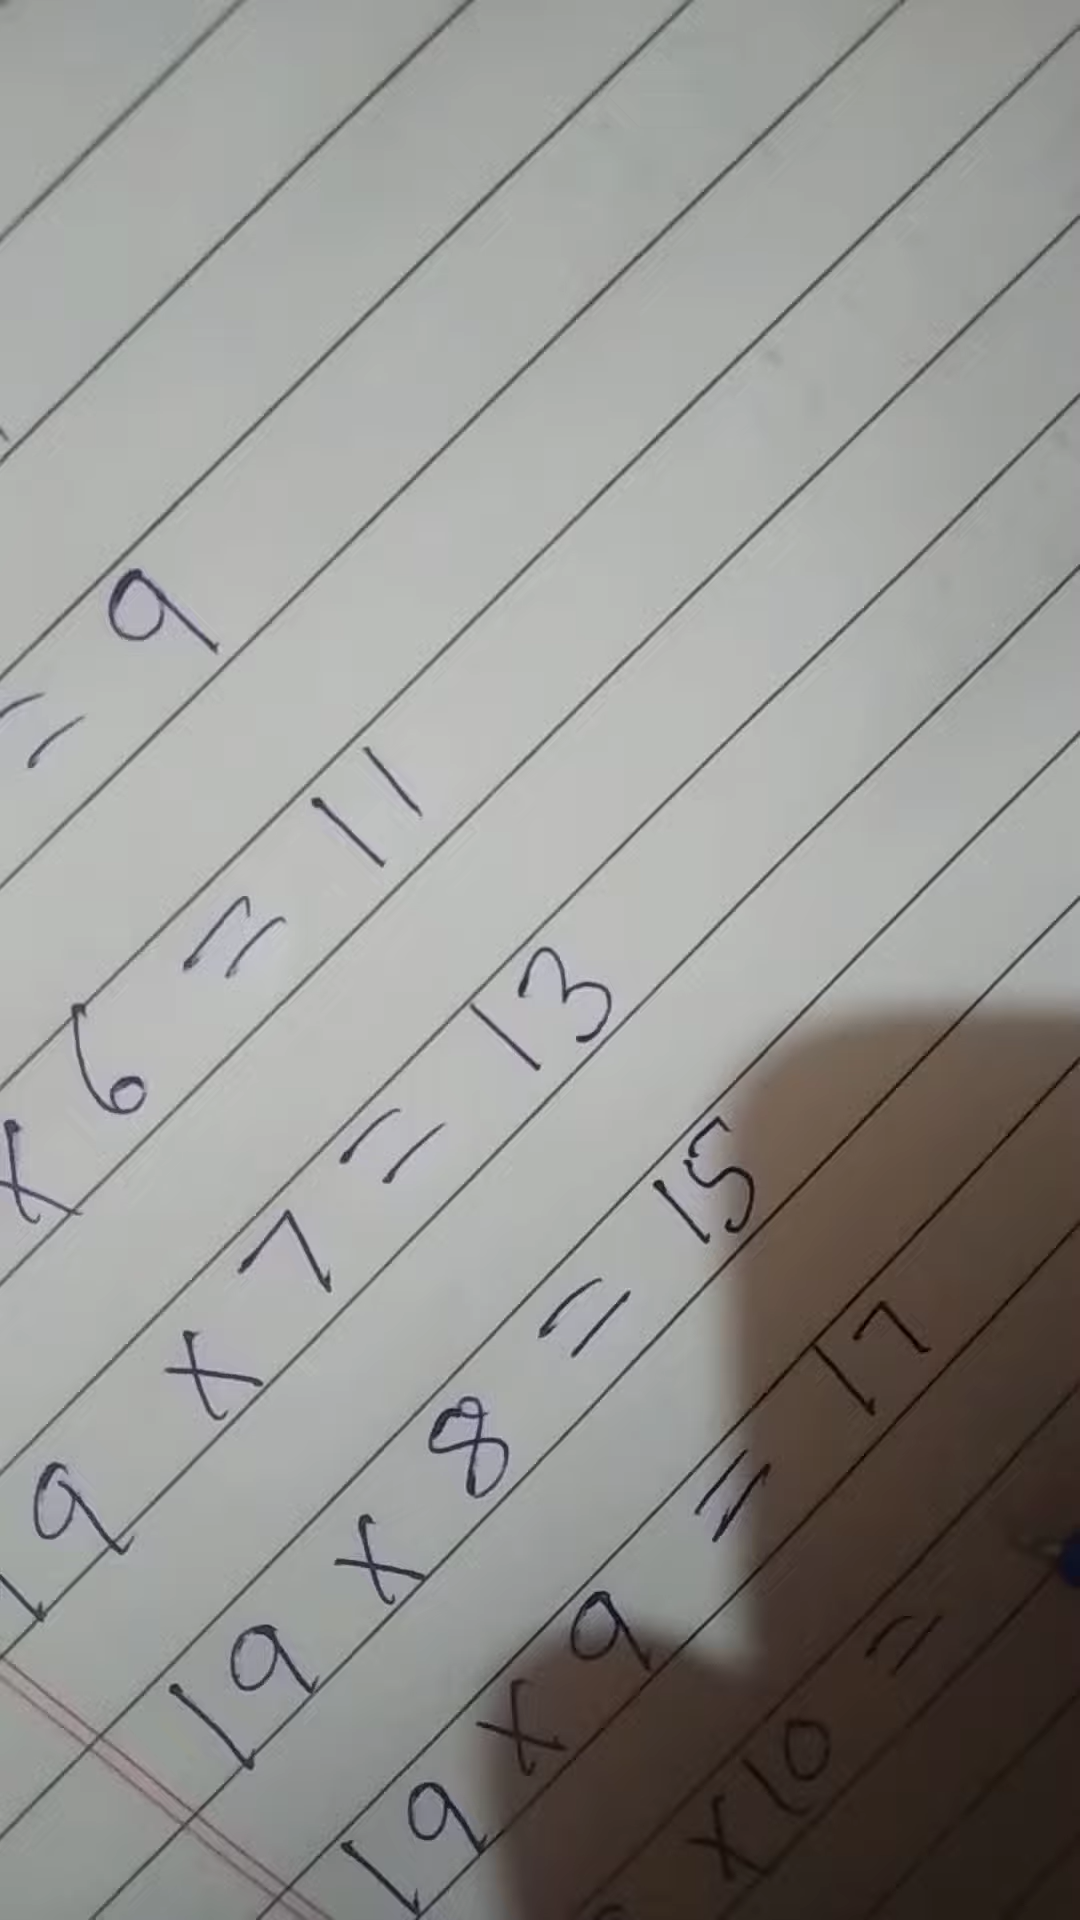 = 9
x 6 = 11
19 x 7 = 13
19 x 8 = 15
19 x 9 = 17
x 10 =